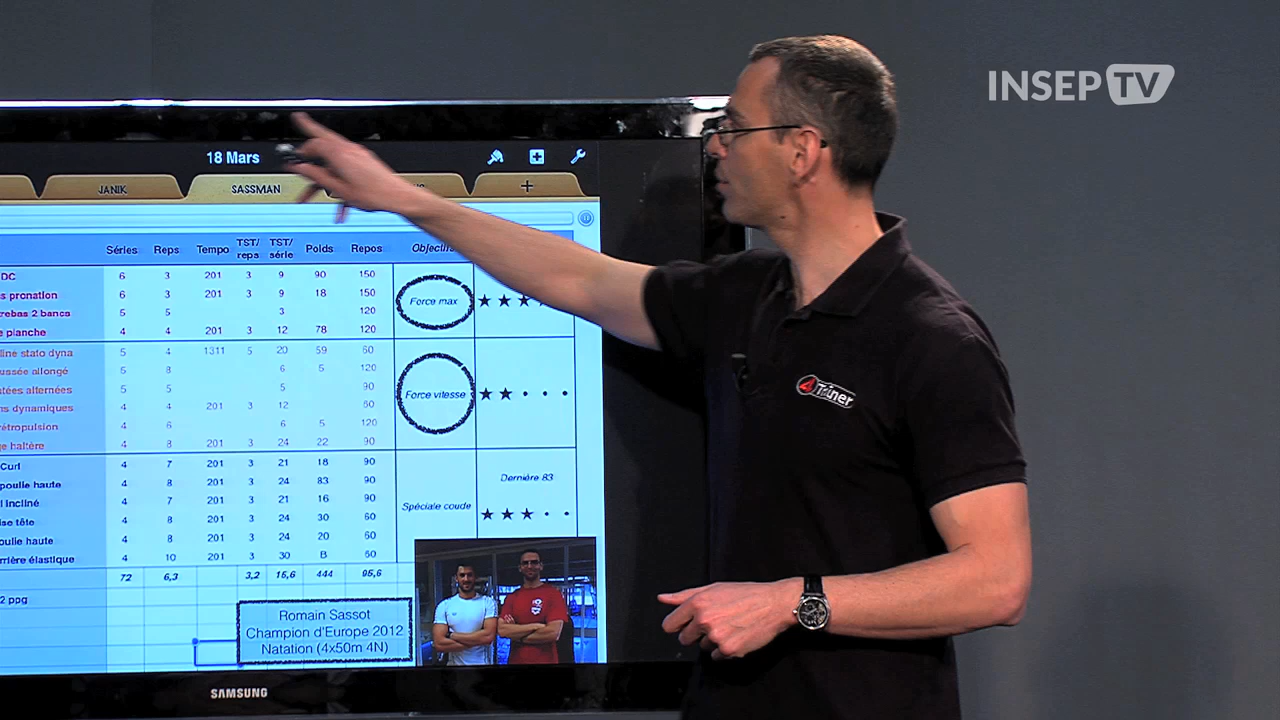 INSEP TV
18 Mars
JANIK SASSMAN +
Séries Reps Tempo TST/reps TST/série Poids Repos Objectifs
DC 6 3 201 3 9 90 150
pronation 6 3 201 3 9 18 150
2 bancs 5 5 3 120
planche 4 4 201 3 12 78 120
Force max
stato dyna 5 4 1311 5 20 59 60
allongé 5 8 6 5 120
alternées 5 5 5 90
dynamiques 4 4 201 3 12 60
rétropulsion 4 6 6 5 120
haltère 4 8 201 3 24 22 90
Force vitesse
Curl 4 7 201 3 21 18 90
poulie haute 4 8 201 3 24 83 90
incliné 4 7 201 3 21 16 90
tête 4 8 201 3 24 30 60
haute 4 8 201 3 24 20 60
élastique 4 10 201 3 30 B 60
Spéciale coude
Dernière 83
72 6,3 3,2 15,6 444 95,6
2 ppg
Romain Sassot
Champion d'Europe 2012
Natation (4x50m 4N)
SAMSUNG
4Trainer